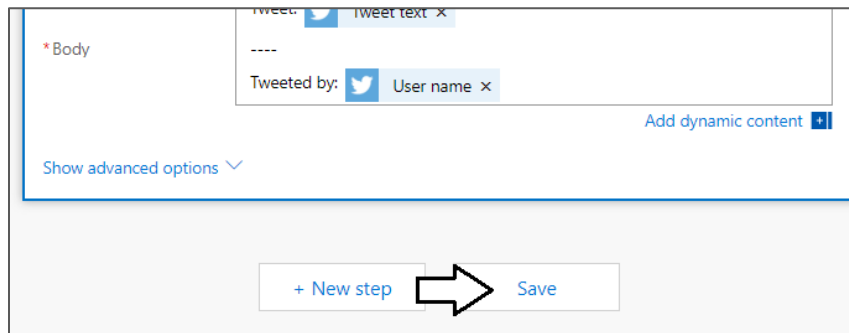 Tweet: Tweet text ×
* Body
----
Tweeted by: User name ×
Add dynamic content
Show advanced options
+ New step
Save